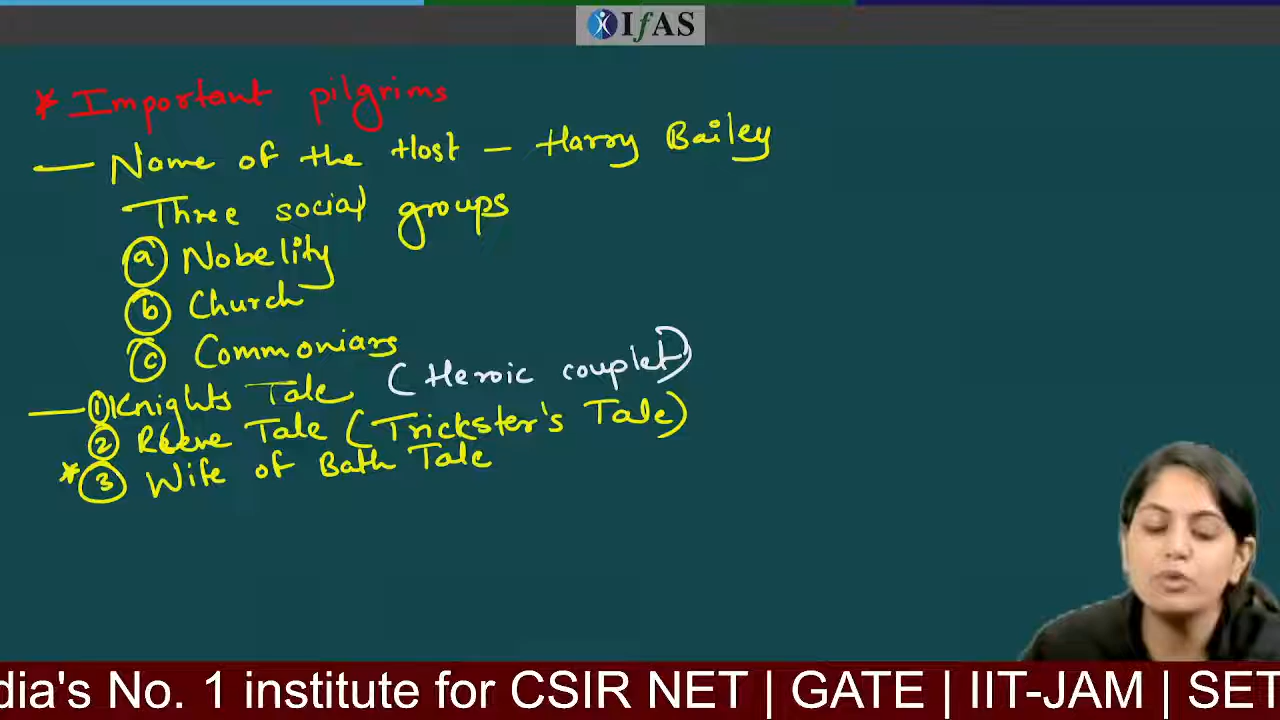 IfAS
* Important pilgrims
— Name of the Host - Harry Bailey
Three social groups
(a) Nobelity
(b) Church
(c) Commonians
— (1) Knights Tale (Heroic couplet)
(2) Reeve Tale (Trickster's Tale)
* (3) Wife of Bath Tale
dia's No. 1 institute for CSIR NET | GATE | IIT-JAM | SET